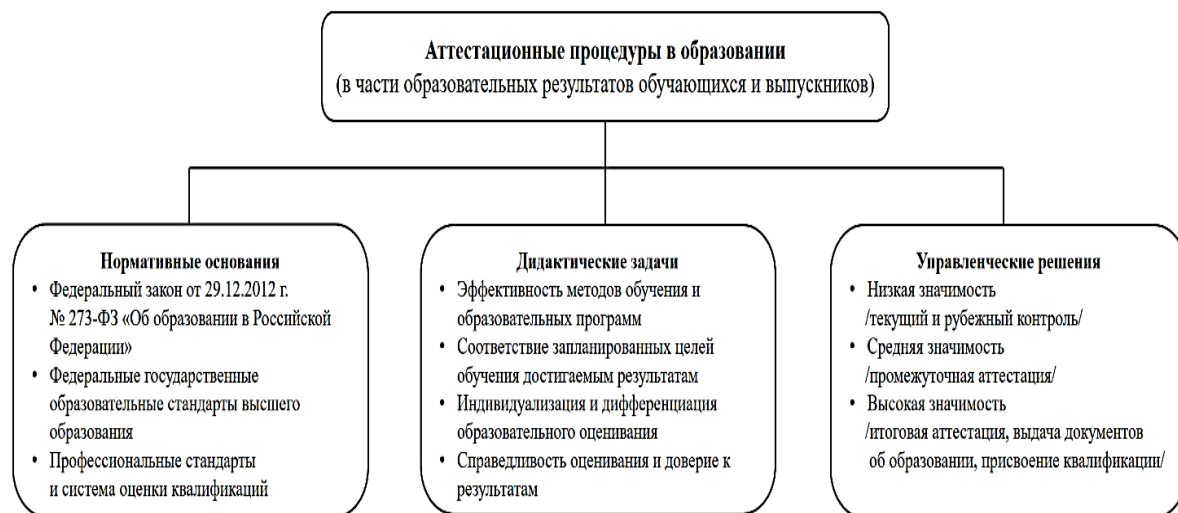 Аттестационные процедуры в образовании
(в части образовательных результатов обучающихся и выпускников)
Нормативные основания
• Федеральный закон от 29.12.2012 г.
№ 273-ФЗ «Об образовании в Российской
Федерации»
• Федеральные государственные
образовательные стандарты высшего
образования
• Профессиональные стандарты
и система оценки квалификаций
Дидактические задачи
• Эффективность методов обучения и
образовательных программ
• Соответствие запланированных целей
обучения достигаемым результатам
• Индивидуализация и дифференциация
образовательного оценивания
• Справедливость оценивания и доверие к
результатам
Управленческие решения
• Низкая значимость
/текущий и рубежный контроль/
• Средняя значимость
/промежуточная аттестация/
• Высокая значимость
/итоговая аттестация, выдача документов
об образовании, присвоение квалификации/